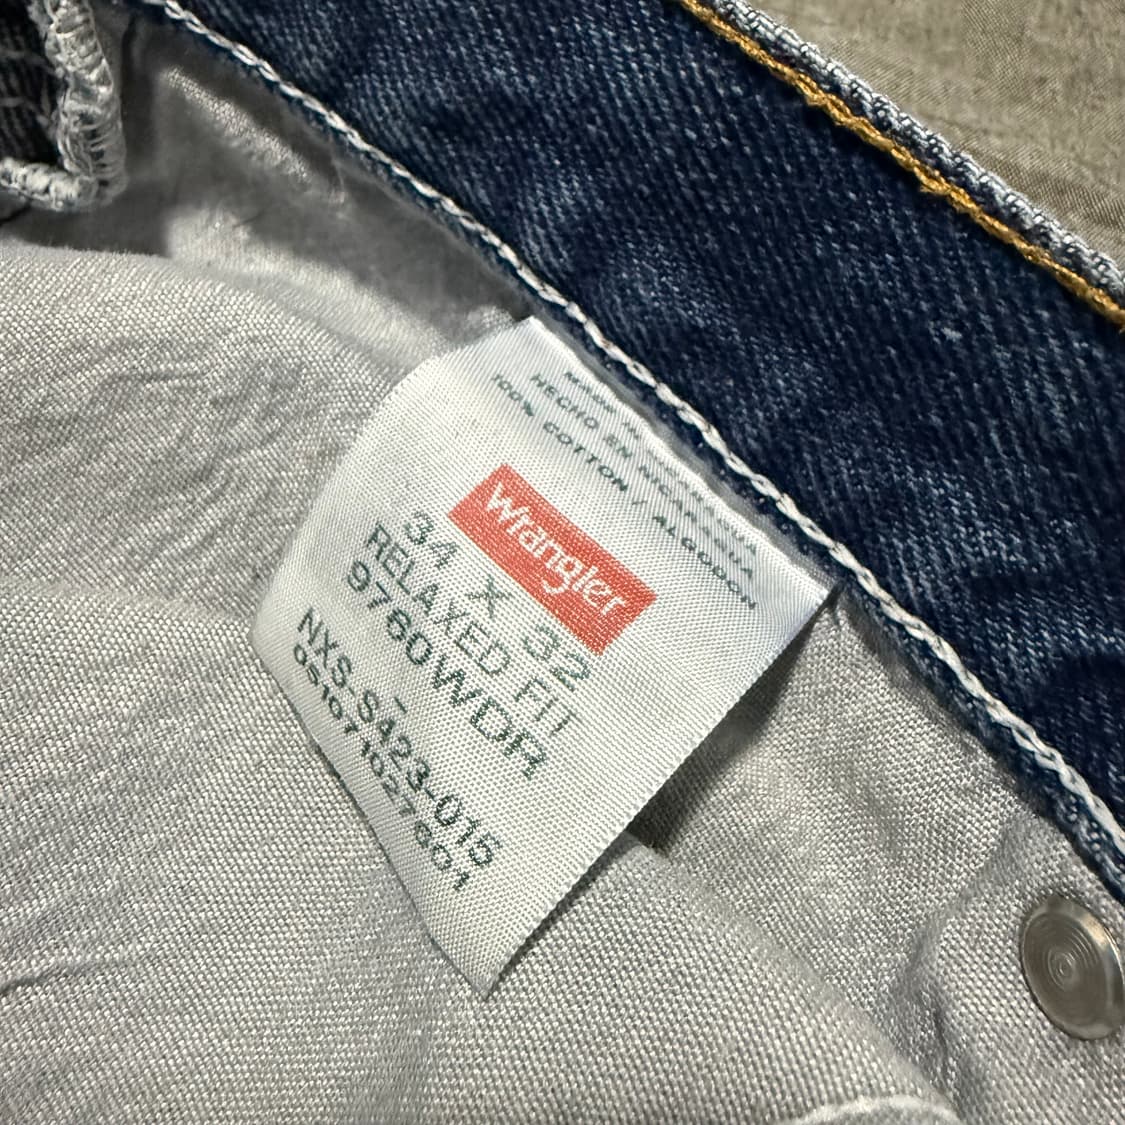 MADE IN NICARAGUA
HECHO EN NICARAGUA
100% COTTON / ALGODON
Wrangler
34 X 32
RELAXED FIT
9760WDR
-
NXS-S423-015